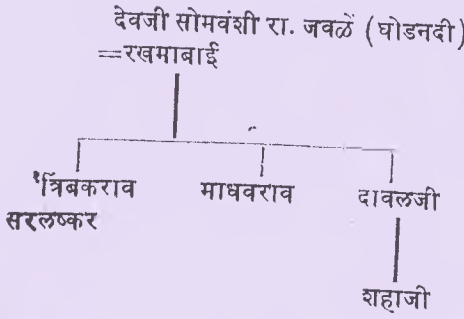 देवजी सोमवंशी रा. जवळें (घोडनदी)
=रखमाबाई
त्रिंबकराव माधवराव दावलजी
सरलष्कर
शहाजी